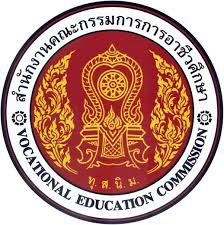 สำนักงานคณะกรรมการการอาชีวศึกษา
ทุ. ส. นิ. ม.
VOCATIONAL EDUCATION COMMISSION